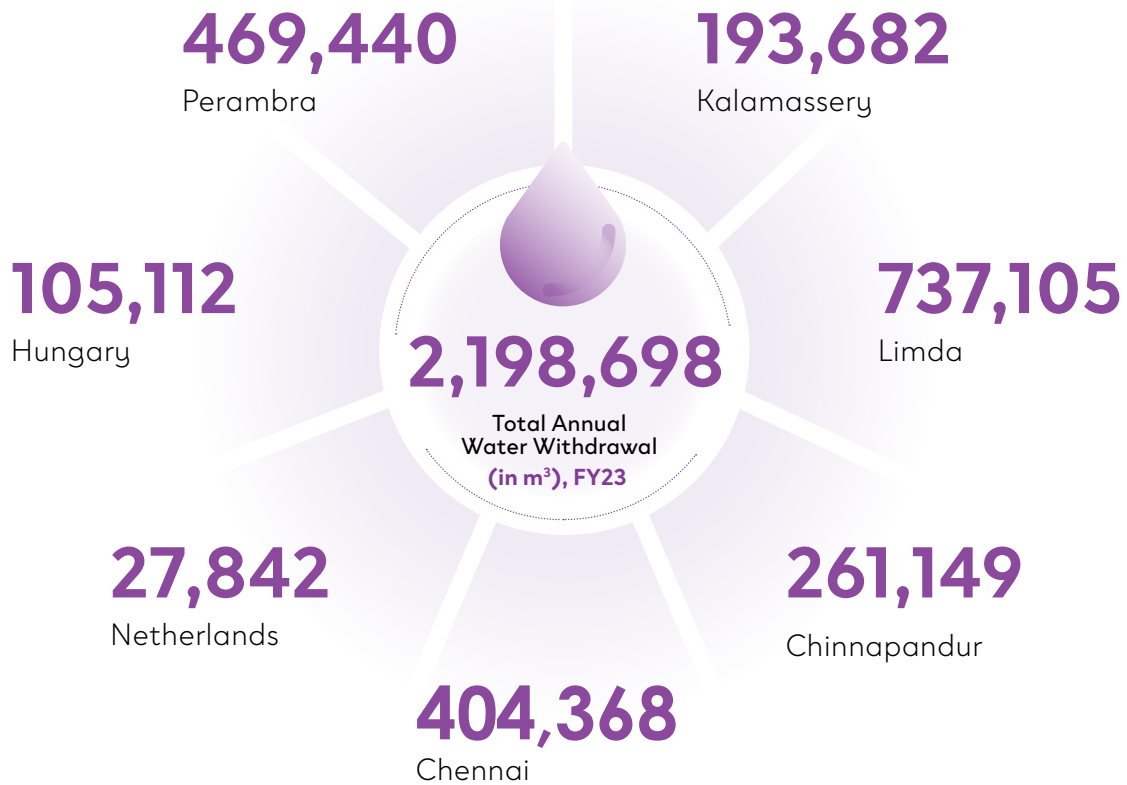 469,440
Perambra
193,682
Kalamassery
105,112
Hungary
737,105
Limda
2,198,698
Total Annual
Water Withdrawal
(in m³), FY23
27,842
Netherlands
261,149
Chinnapandur
404,368
Chennai